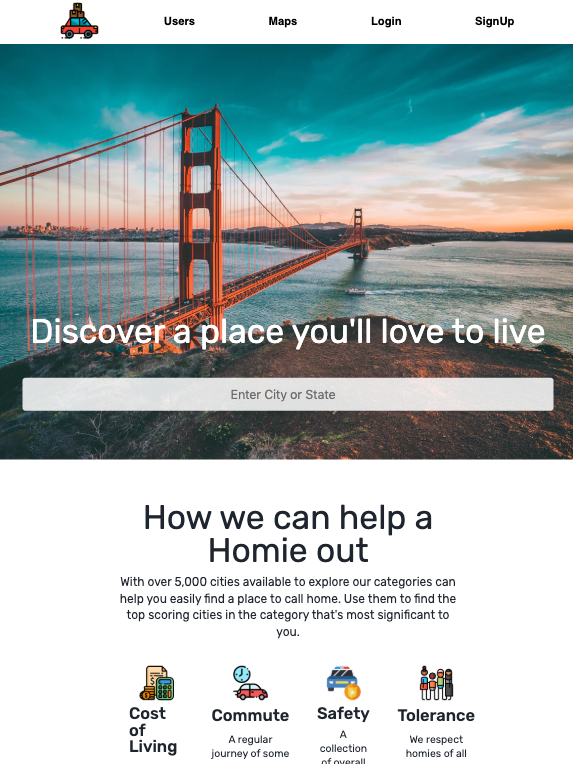 Users Maps Login SignUp
Discover a place you'll love to live
Enter City or State
How we can help a
Homie out
With over 5,000 cities available to explore our categories can
help you easily find a place to call home. Use them to find the
top scoring cities in the category that's most significant to
you.
Cost
of
Living
Commute
A regular
journey of some
Safety
A
collection
of overall
Tolerance
We respect
homies of all